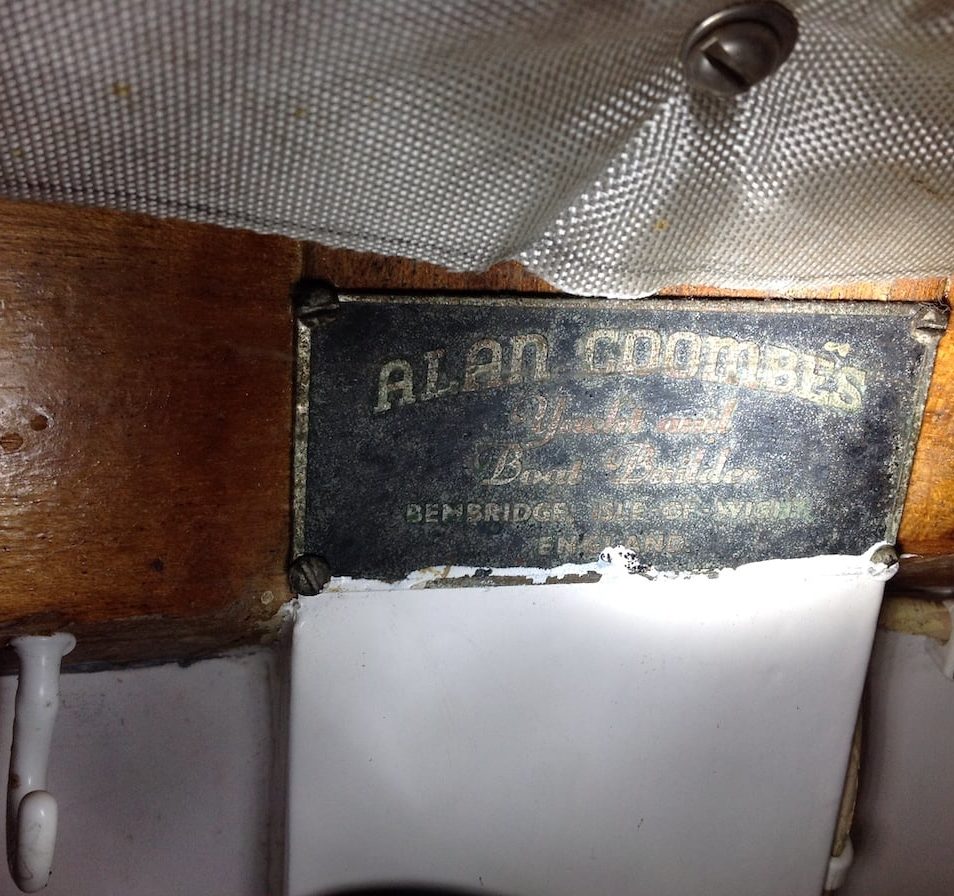 ALAN COOMBES
Yacht and
Boat Builder
BEMBRIDGE, ISLE OF WIGHT
ENGLAND